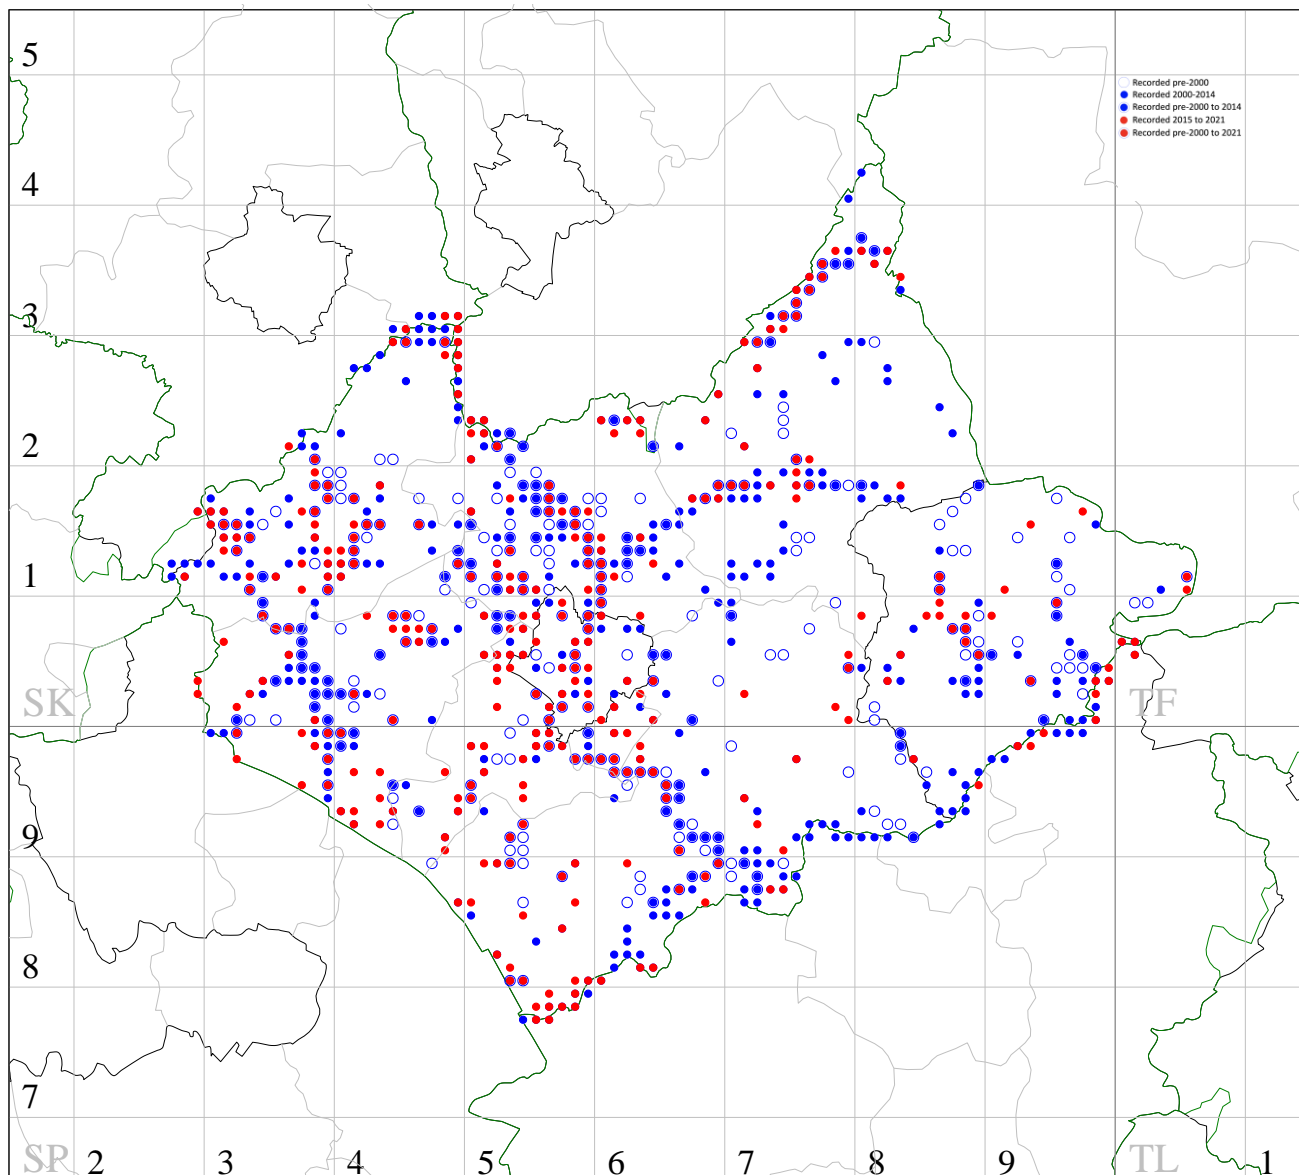 5
Recorded pre-2000
Recorded 2000-2014
Recorded pre-2000 to 2014
Recorded 2015 to 2021
Recorded pre-2000 to 2021
4
3
2
1
SK TF
9
8
7
SP 2 3 4 5 6 7 8 9 TL 1